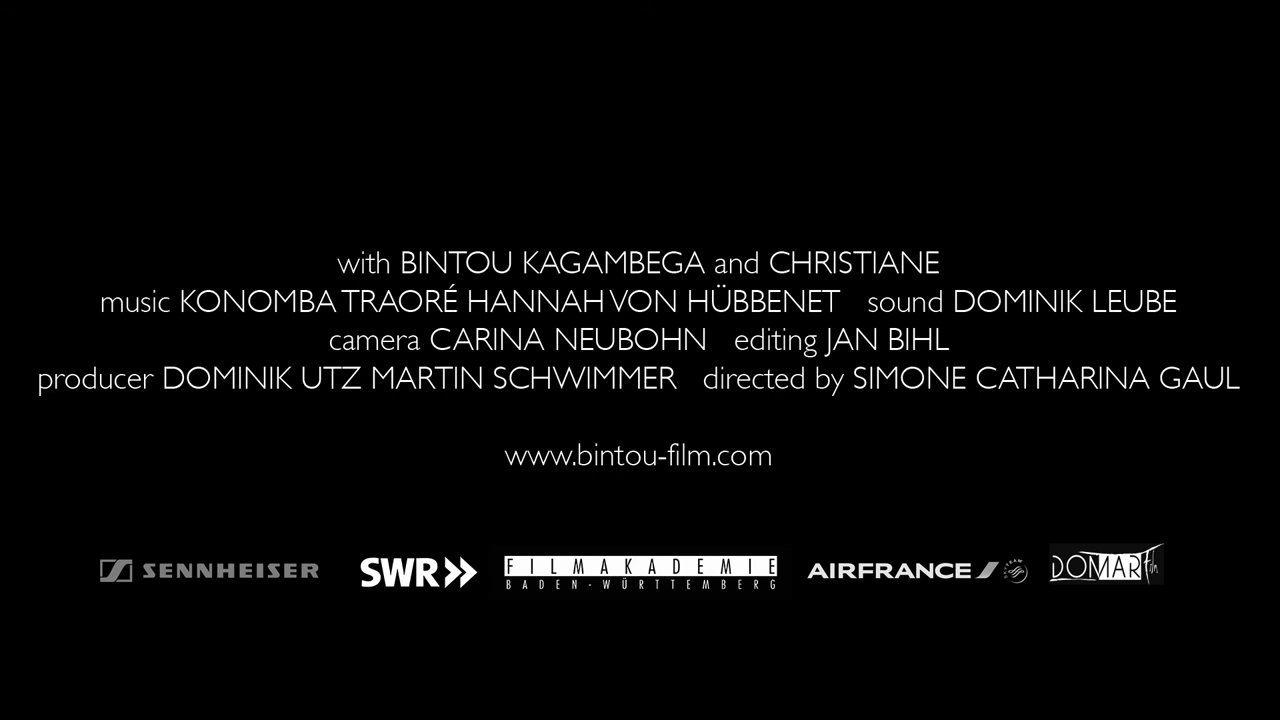 with BINTOU KAGAMBEGA and CHRISTIANE
music KONOMBA TRAORÉ HANNAH VON HÜBBENET sound DOMINIK LEUBE
camera CARINA NEUBOHN editing JAN BIHL
producer DOMINIK UTZ MARTIN SCHWIMMER directed by SIMONE CATHARINA GAUL
www.bintou-film.com
SENNHEISER SWR FILMAKADEMIE AIRFRANCE DOMAR Film
BADEN-WÜRTTEMBERG